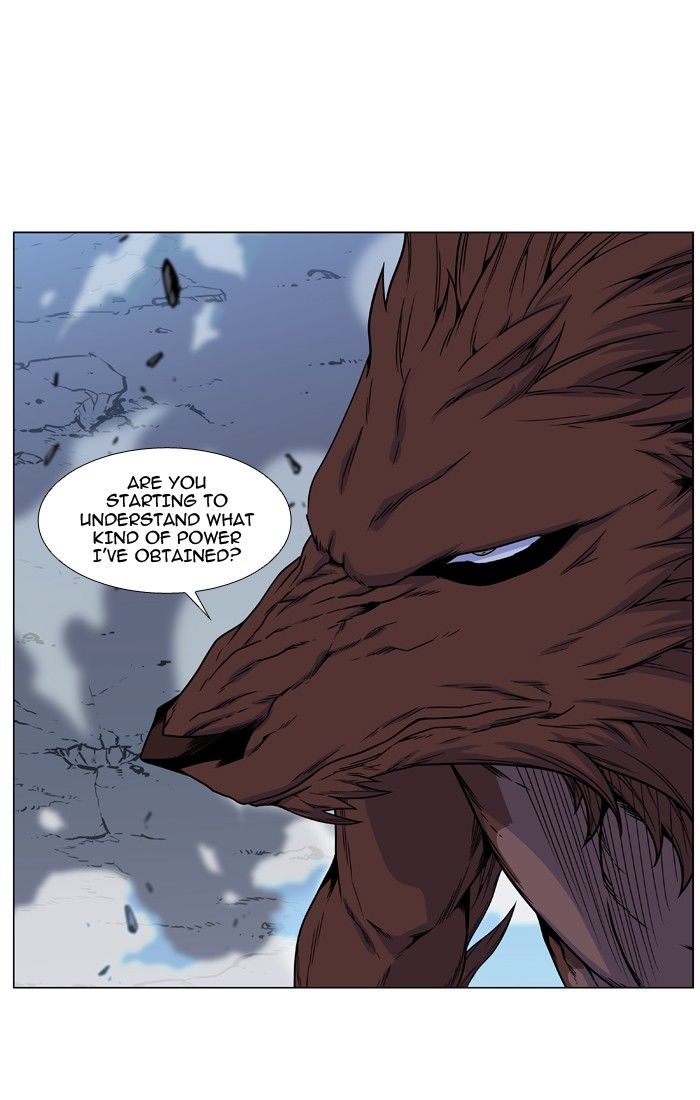 ARE YOU
STARTING TO
UNDERSTAND WHAT
KIND OF POWER
I'VE OBTAINED?